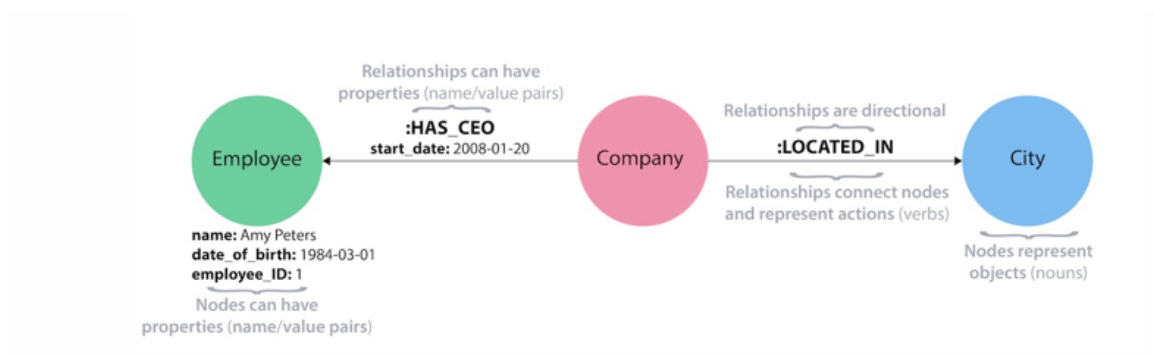 Relationships can have
properties (name/value pairs)
:HAS_CEO
start_date: 2008-01-20
Employee
name: Amy Peters
date_of_birth: 1984-03-01
employee_ID: 1
Nodes can have
properties (name/value pairs)
Company
Relationships are directional
:LOCATED_IN
Relationships connect nodes
and represent actions (verbs)
City
Nodes represent
objects (nouns)